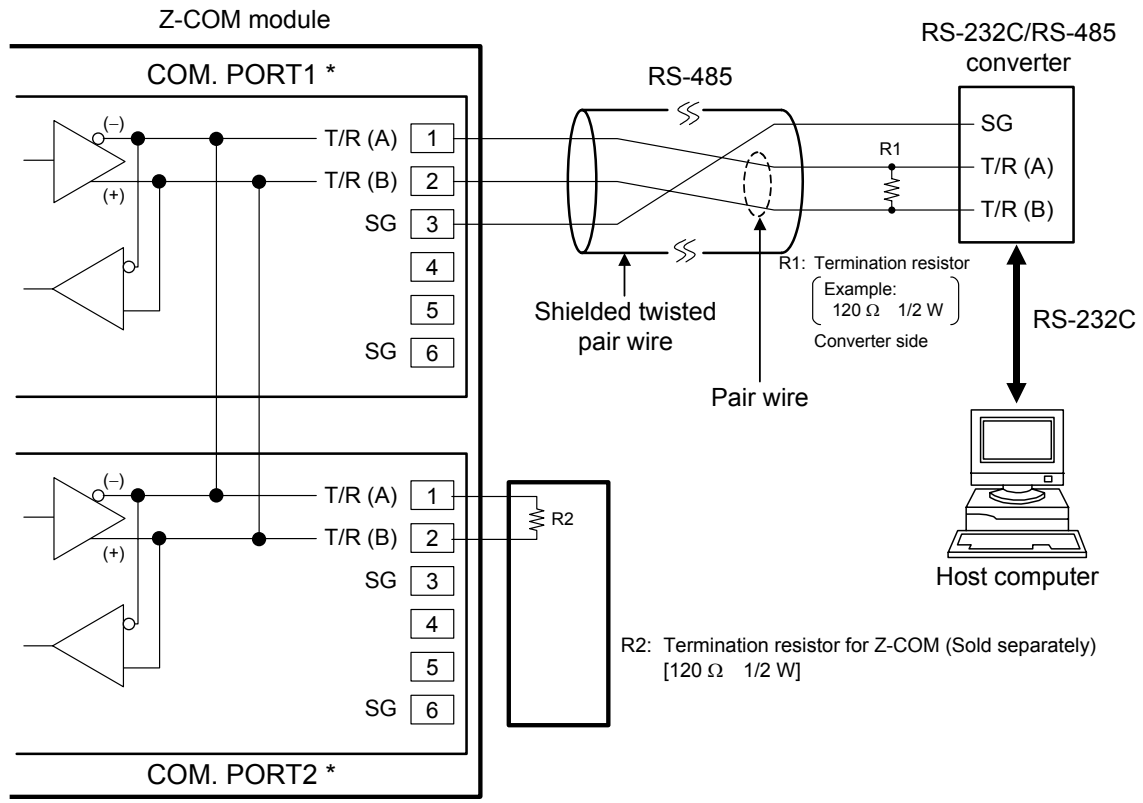 Z-COM module
COM. PORT1 *
(−)
(+)
T/R (A) 1
T/R (B) 2
SG 3
4
5
SG 6
RS-485
Shielded twisted
pair wire
Pair wire
RS-232C/RS-485
converter
SG
T/R (A)
T/R (B)
R1
R1: Termination resistor
Example:
120 Ω 1/2 W
Converter side
RS-232C
Host computer
(−)
(+)
T/R (A) 1
T/R (B) 2
SG 3
4
5
SG 6
COM. PORT2 *
R2
R2: Termination resistor for Z-COM (Sold separately)
[120 Ω 1/2 W]